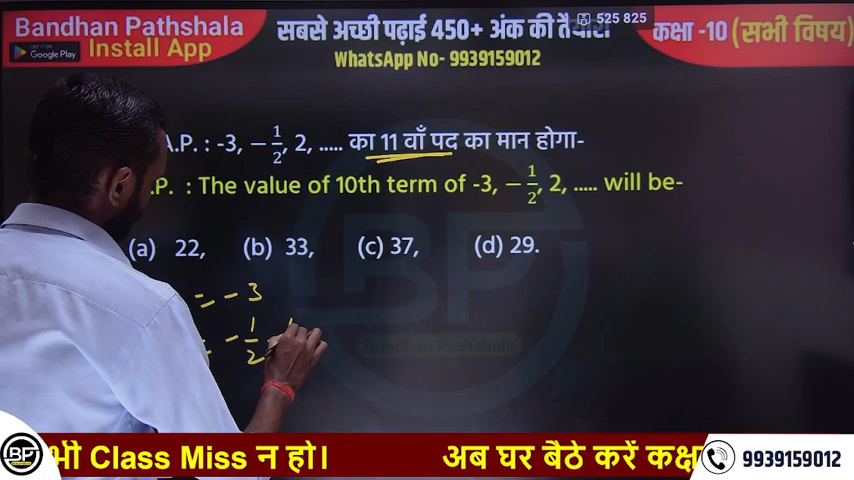 Bandhan Pathshala
GET IT ON Google Play Install App
सबसे अच्छी पढ़ाई 450+ अंक की तैयारी
525 825
कक्षा -10 (सभी विषय)
WhatsApp No- 9939159012
A.P. : -3, -1/2, 2, ..... का 11 वाँ पद का मान होगा-
.P. : The value of 10th term of -3, -1/2, 2, ..... will be-
(a) 22, (b) 33, (c) 37, (d) 29.
= - 3
= - 1/2
BP
Bandhan Pathshala
BP भी Class Miss न हो। अब घर बैठे करें कक्ष 9939159012